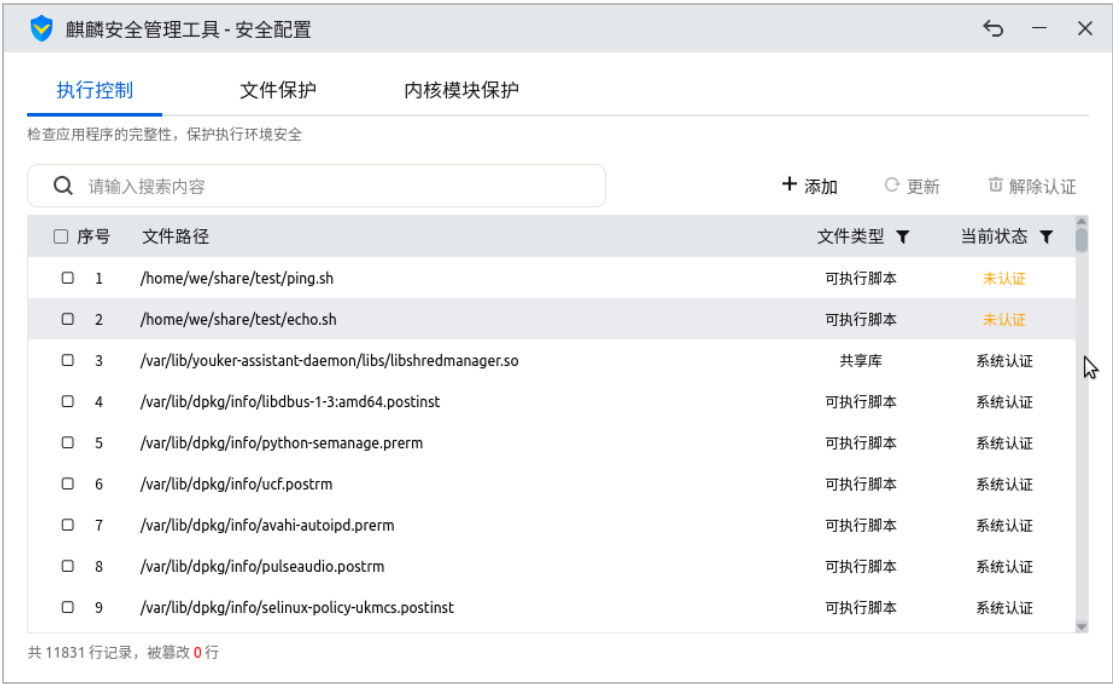 麒麟安全管理工具 - 安全配置
执行控制 文件保护 内核模块保护
检查应用程序的完整性，保护执行环境安全
请输入搜索内容 + 添加 更新 解除认证
序号 文件路径 文件类型 当前状态
1 /home/we/share/test/ping.sh 可执行脚本 未认证
2 /home/we/share/test/echo.sh 可执行脚本 未认证
3 /var/lib/youker-assistant-daemon/libs/libshredmanager.so 共享库 系统认证
4 /var/lib/dpkg/info/libdbus-1-3:amd64.postinst 可执行脚本 系统认证
5 /var/lib/dpkg/info/python-semanage.prerm 可执行脚本 系统认证
6 /var/lib/dpkg/info/ucf.postrm 可执行脚本 系统认证
7 /var/lib/dpkg/info/avahi-autoipd.prerm 可执行脚本 系统认证
8 /var/lib/dpkg/info/pulseaudio.postrm 可执行脚本 系统认证
9 /var/lib/dpkg/info/selinux-policy-ukmcs.postinst 可执行脚本 系统认证
共 11831 行记录，被篡改 0 行